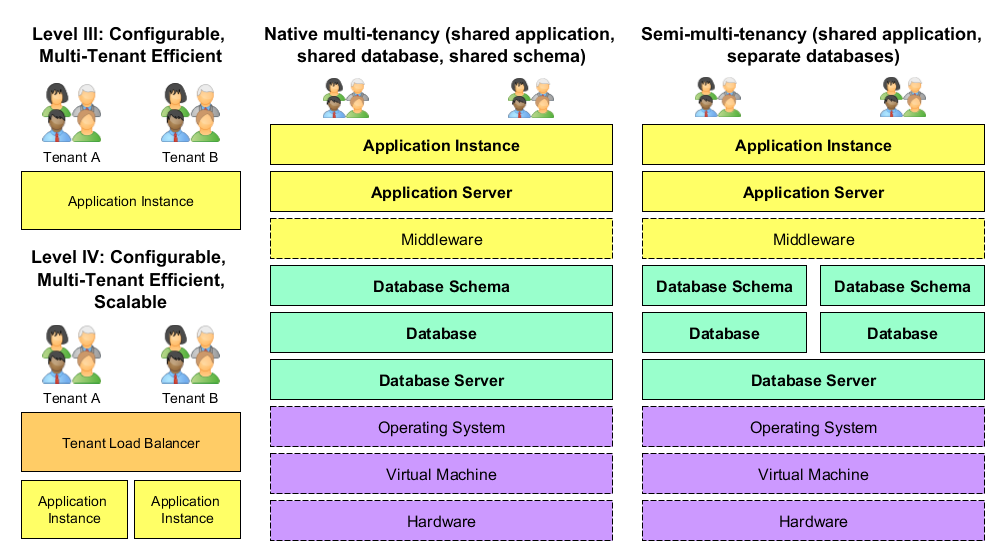 Level III: Configurable,
Multi-Tenant Efficient
Tenant A
Tenant B
Application Instance
Level IV: Configurable,
Multi-Tenant Efficient,
Scalable
Tenant A
Tenant B
Tenant Load Balancer
Application
Instance
Application
Instance
Native multi-tenancy (shared application,
shared database, shared schema)
Application Instance
Application Server
Middleware
Database Schema
Database
Database Server
Operating System
Virtual Machine
Hardware
Semi-multi-tenancy (shared application,
separate databases)
Application Instance
Application Server
Middleware
Database Schema
Database Schema
Database
Database
Database Server
Operating System
Virtual Machine
Hardware